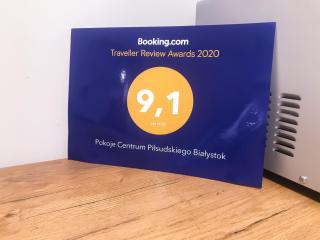 Booking.com
Traveller Review Awards 2020
9,1
Pokoje Centrum Piłsudskiego Białystok